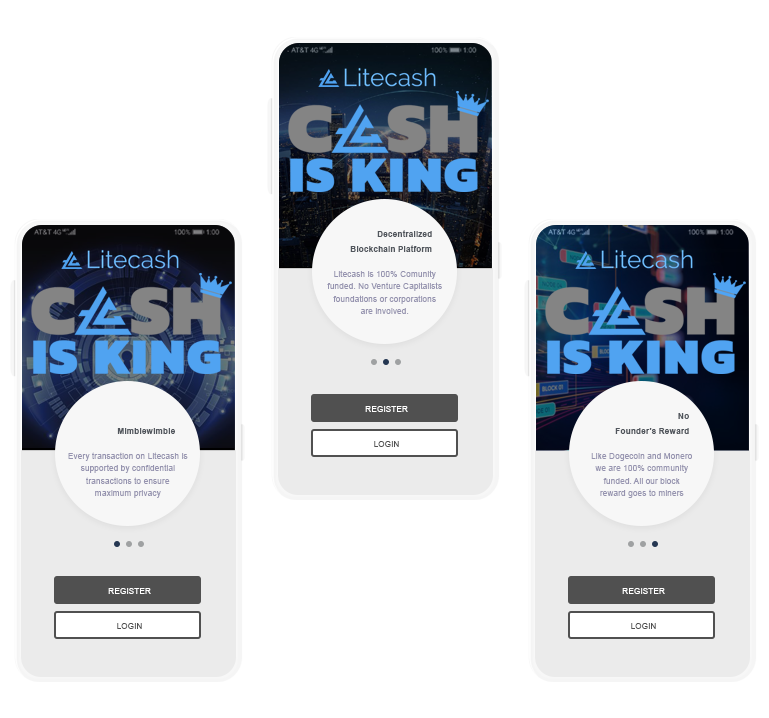 AT&T 4G 100% 1:00
Litecash
CASH
IS KING
Mimblewimble
Every transaction on Litecash is
supported by confidential
transactions to ensure
maximum privacy
REGISTER
LOGIN
AT&T 4G 100% 1:00
Litecash
CASH
IS KING
Decentralized
Blockchain Platform
Litecash is 100% Comunity
funded. No Venture Capitalists
foundations or corporations
are involved.
REGISTER
LOGIN
AT&T 4G 100% 1:00
Litecash
CASH
IS KING
BLOCK 01
No
Founder's Reward
Like Dogecoin and Monero
we are 100% community
funded. All our block
reward goes to miners
REGISTER
LOGIN